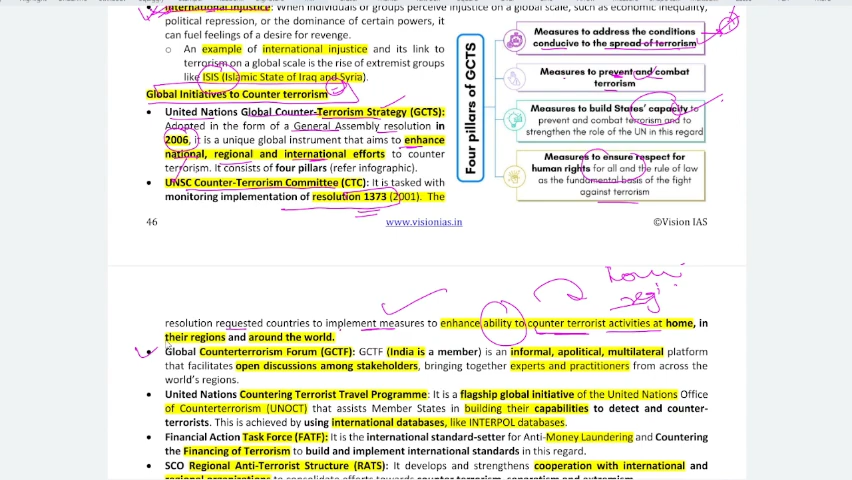 International Injustice: When individuals or groups perceive injustice on a global scale, such as economic inequality,
political repression, or the dominance of certain powers, it
can fuel feelings of a desire for revenge.
o An example of international injustice and its link to
terrorism on a global scale is the rise of extremist groups
like ISIS (Islamic State of Iraq and Syria).
Global Initiatives to Counter terrorism
• United Nations Global Counter-Terrorism Strategy (GCTS):
Adopted in the form of a General Assembly resolution in
2006, it is a unique global instrument that aims to enhance
national, regional and international efforts to counter
terrorism. It consists of four pillars (refer infographic).
• UNSC Counter-Terrorism Committee (CTC): It is tasked with
monitoring implementation of resolution 1373 (2001). The
Four pillars of GCTS
Measures to address the conditions
conducive to the spread of terrorism
Measures to prevent and combat
terrorism
Measures to build States' capacity to
prevent and combat terrorism and to
strengthen the role of the UN in this regard
Measures to ensure respect for
human rights for all and the rule of law
as the fundamental basis of the fight
against terrorism
46
www.visionias.in
©Vision IAS
resolution requested countries to implement measures to enhance ability to counter terrorist activities at home, in
their regions and around the world.
• Global Counterterrorism Forum (GCTF): GCTF (India is a member) is an informal, apolitical, multilateral platform
that facilitates open discussions among stakeholders, bringing together experts and practitioners from across the
world's regions.
• United Nations Countering Terrorist Travel Programme: It is a flagship global initiative of the United Nations Office
of Counterterrorism (UNOCT) that assists Member States in building their capabilities to detect and counter-
terrorists. This is achieved by using international databases, like INTERPOL databases.
• Financial Action Task Force (FATF): It is the international standard-setter for Anti-Money Laundering and Countering
the Financing of Terrorism to build and implement international standards in this regard.
• SCO Regional Anti-Terrorist Structure (RATS): It develops and strengthens cooperation with international and
regional organizations to consolidate efforts towards counter terrorism, separatism and extremism.